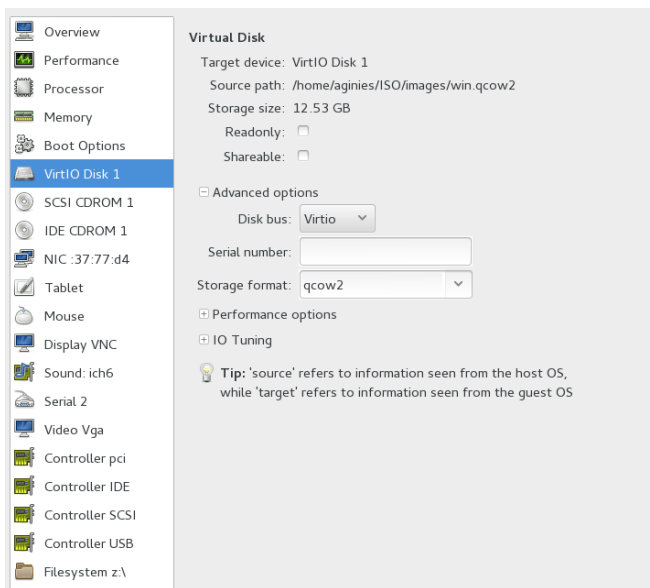 Overview
Performance
Processor
Memory
Boot Options
VirtIO Disk 1
SCSI CDROM 1
IDE CDROM 1
NIC :37:77:d4
Tablet
Mouse
Display VNC
Sound: ich6
Serial 2
Video Vga
Controller pci
Controller IDE
Controller SCSI
Controller USB
Filesystem z:\
Virtual Disk
Target device: VirtIO Disk 1
Source path: /home/aginies/ISO/images/win.qcow2
Storage size: 12.53 GB
Readonly:
Shareable:
Advanced options
Disk bus: Virtio
Serial number:
Storage format: qcow2
Performance options
IO Tuning
Tip: 'source' refers to information seen from the host OS,
while 'target' refers to information seen from the guest OS